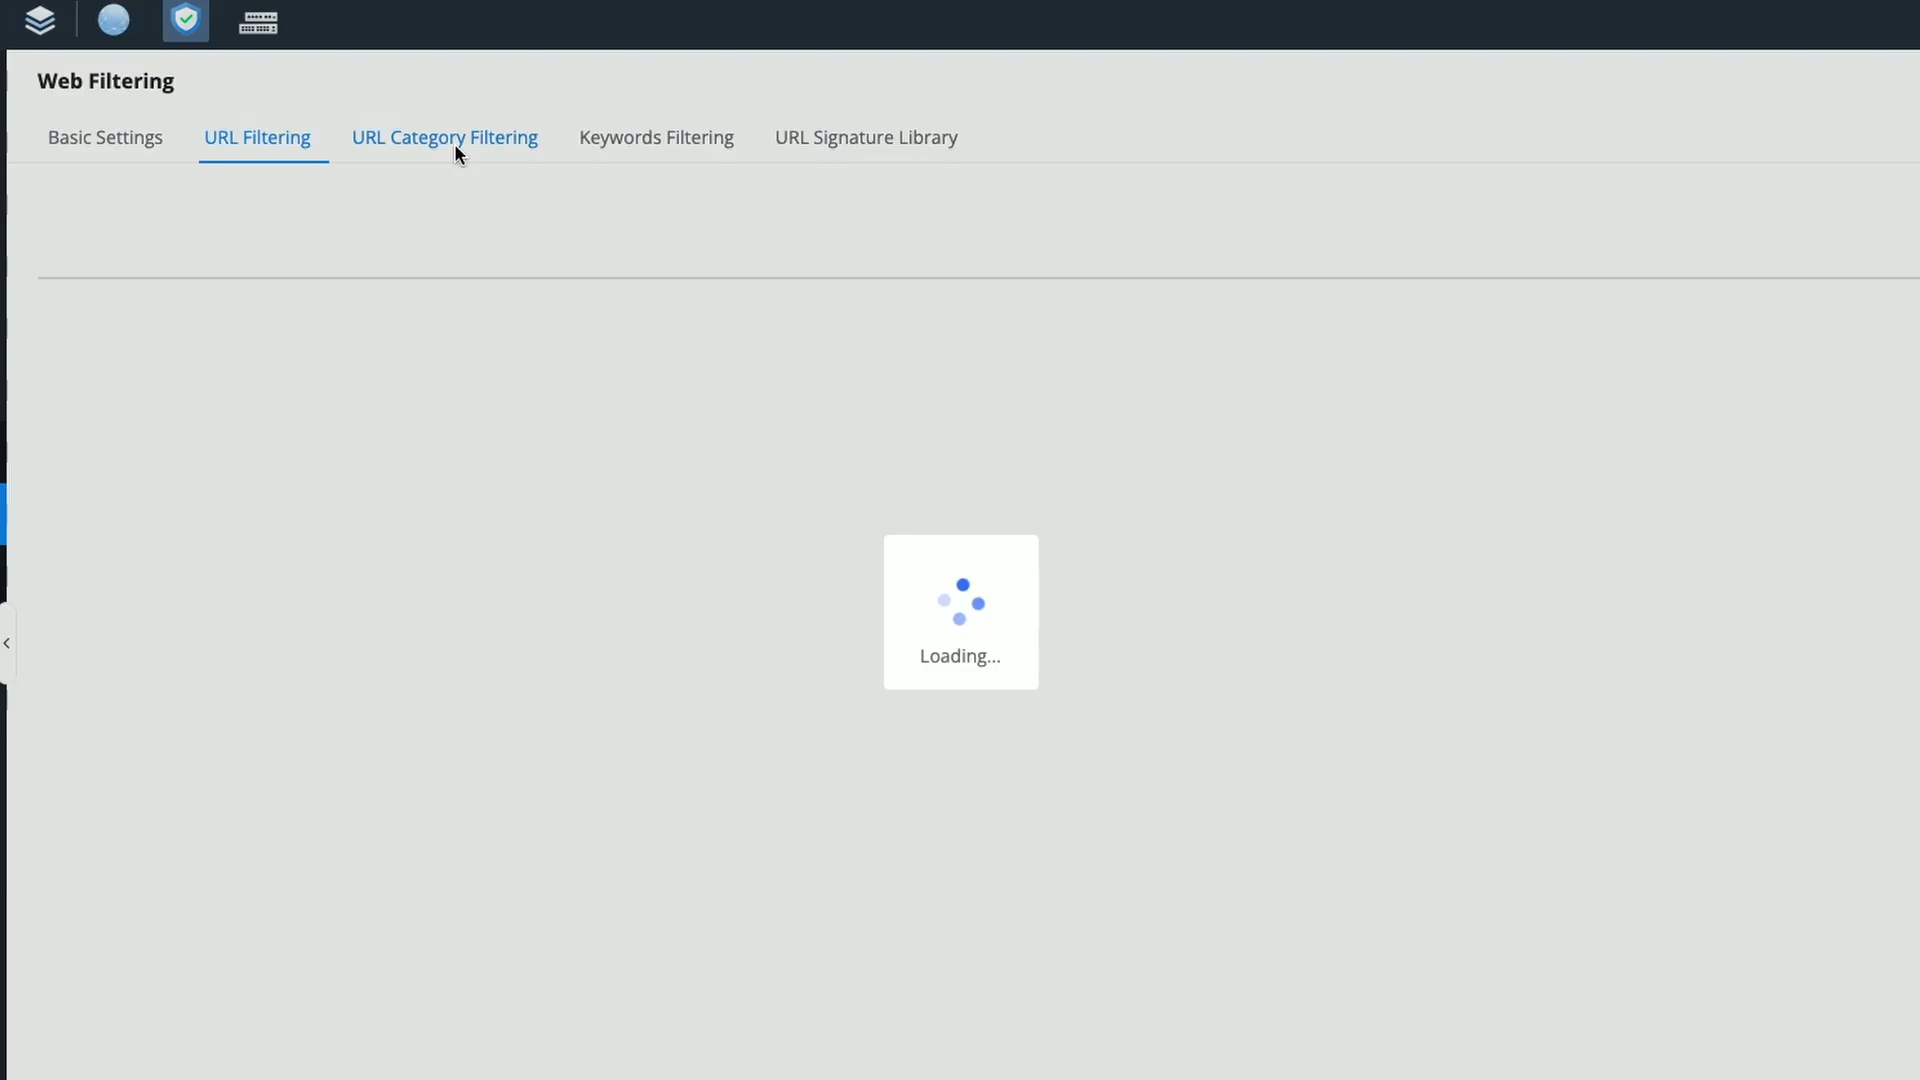 Web Filtering
Basic Settings URL Filtering URL Category Filtering Keywords Filtering URL Signature Library
Loading...